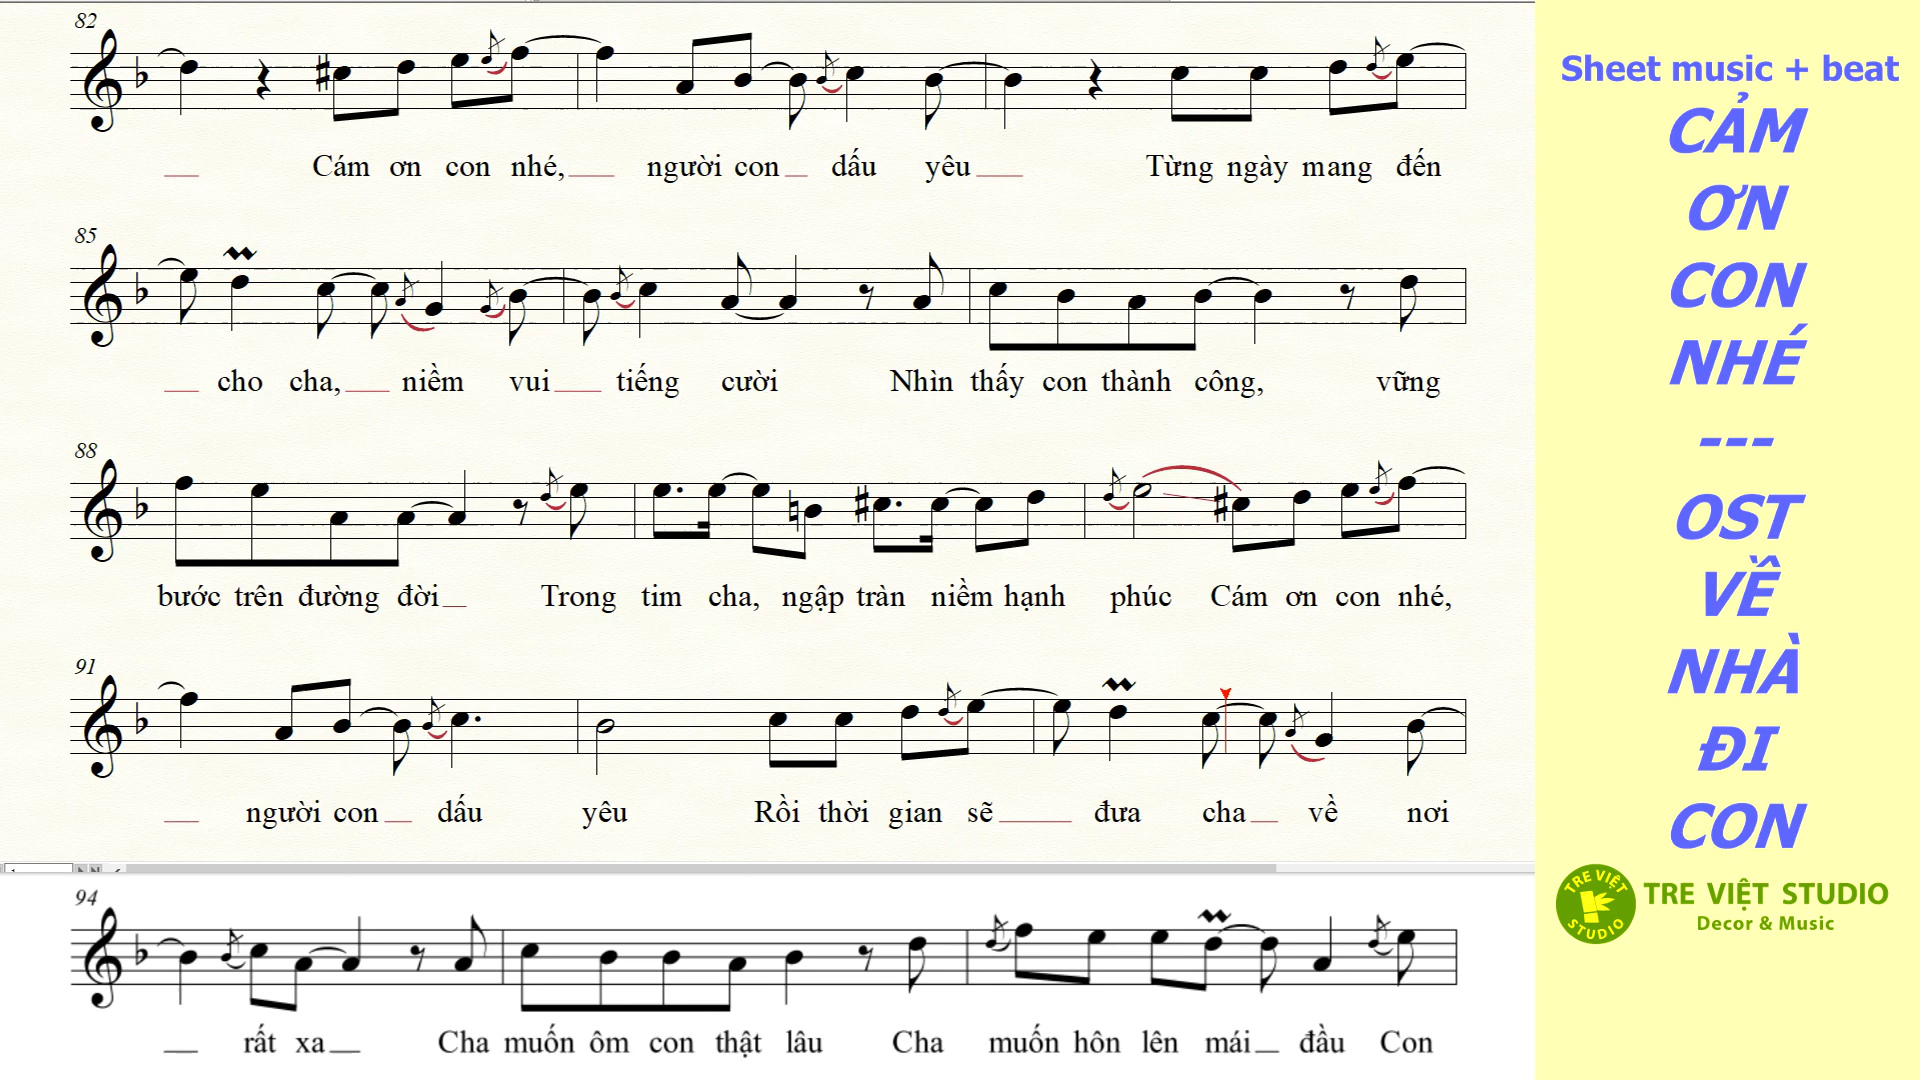 82
Cám ơn con nhé, người con dấu yêu Từng ngày mang đến
85
cho cha, niềm vui tiếng cười Nhìn thấy con thành công, vững
88
bước trên đường đời Trong tim cha, ngập tràn niềm hạnh phúc Cám ơn con nhé,
91
người con dấu yêu Rồi thời gian sẽ đưa cha về nơi
94
rất xa Cha muốn ôm con thật lâu Cha muốn hôn lên mái đầu Con
Sheet music + beat
CẢM
ƠN
CON
NHÉ
---
OST
VỀ
NHÀ
ĐI
CON
TRE VIỆT STUDIO
TRE VIỆT STUDIO
Decor & Music